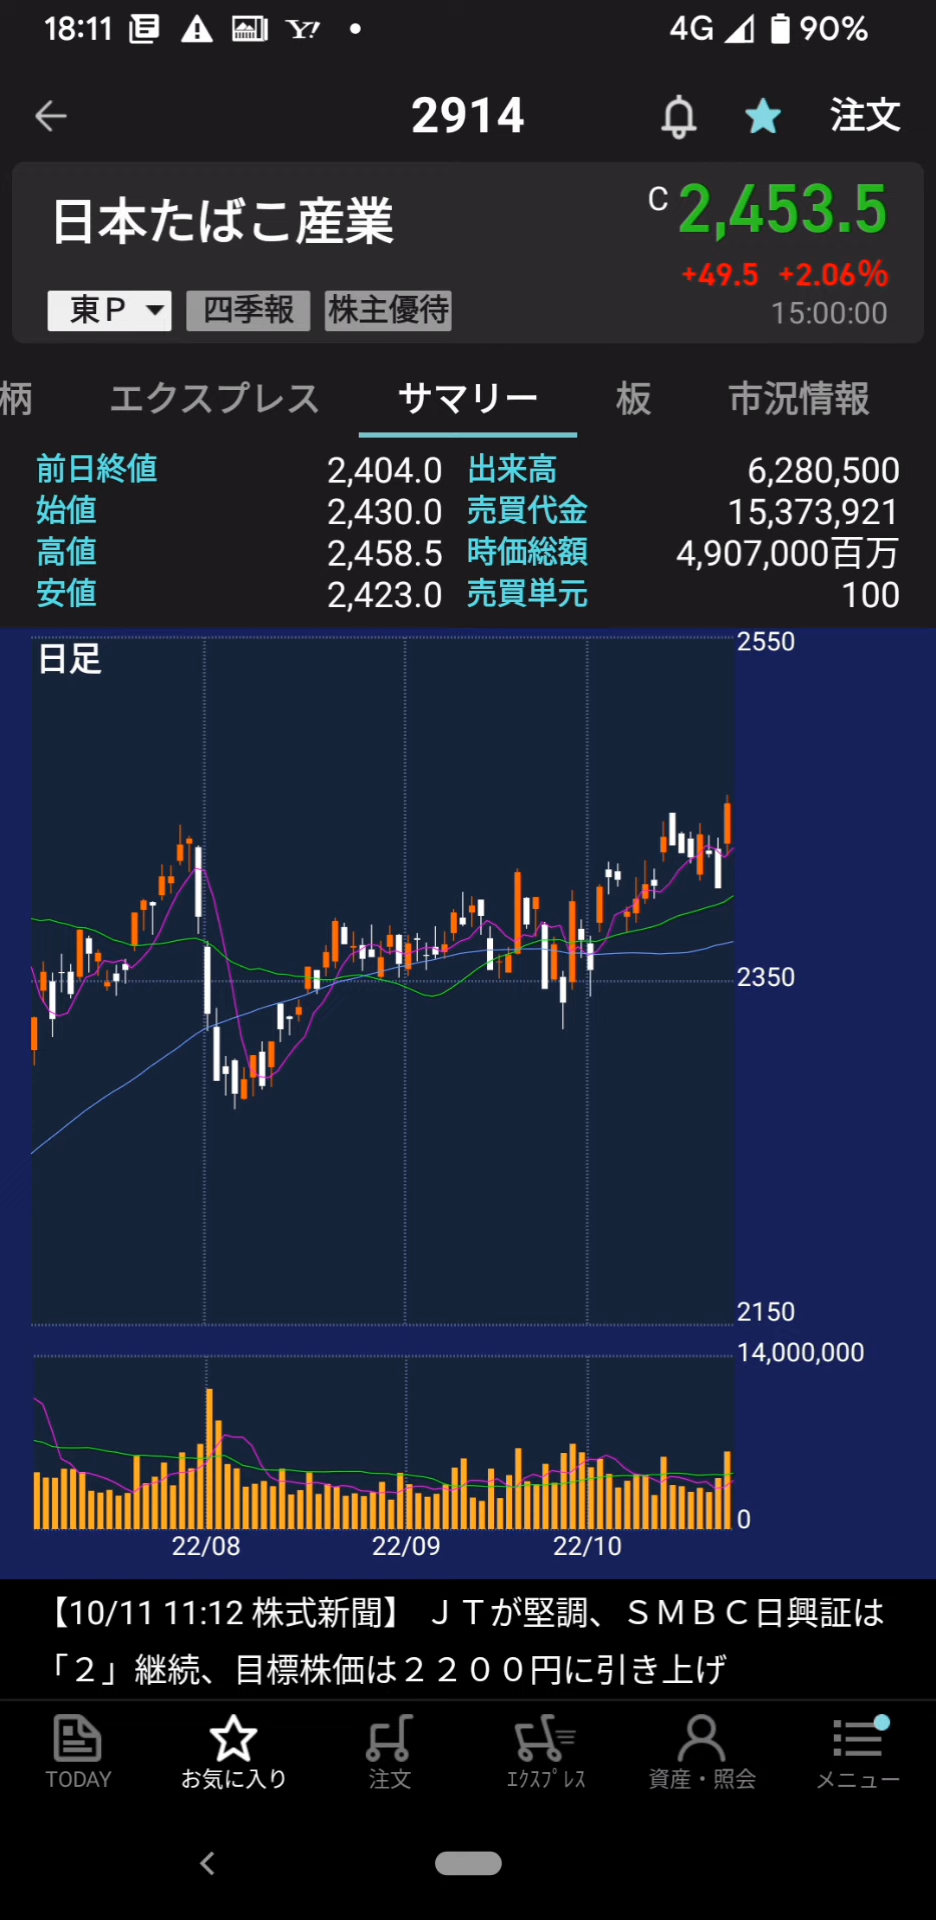 18:11 4G 90%
2914 注文
日本たばこ産業 C 2,453.5
+49.5 +2.06%
東P 四季報 株主優待 15:00:00
柄 エクスプレス サマリー 板 市況情報
前日終値 2,404.0 出来高 6,280,500
始値 2,430.0 売買代金 15,373,921
高値 2,458.5 時価総額 4,907,000百万
安値 2,423.0 売買単元 100
日足
2550
2350
2150
14,000,000
0
22/08 22/09 22/10
【10/11 11:12 株式新聞】 ＪＴが堅調、ＳＭＢＣ日興証は
「２」継続、目標株価は２２００円に引き上げ
TODAY お気に入り 注文 ｴｸｽﾌﾟﾚｽ 資産・照会 メニュー